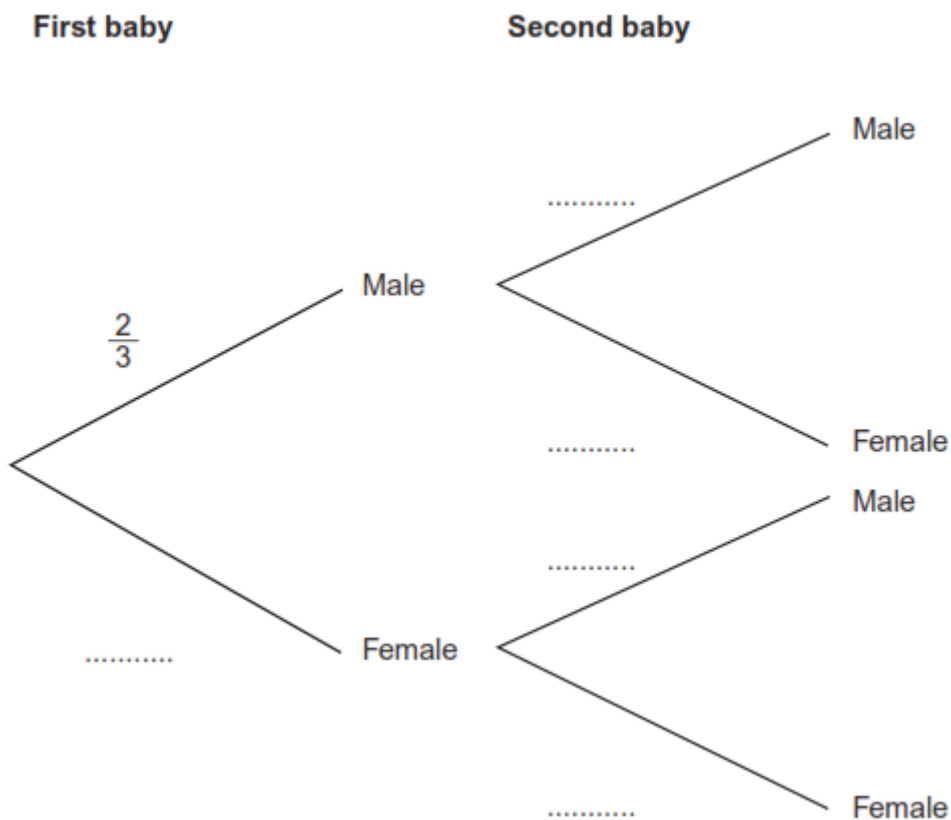 First baby Second baby
Male
...........
Male
2
3
...........
Female
Male
...........
Female
...........
...........
Female